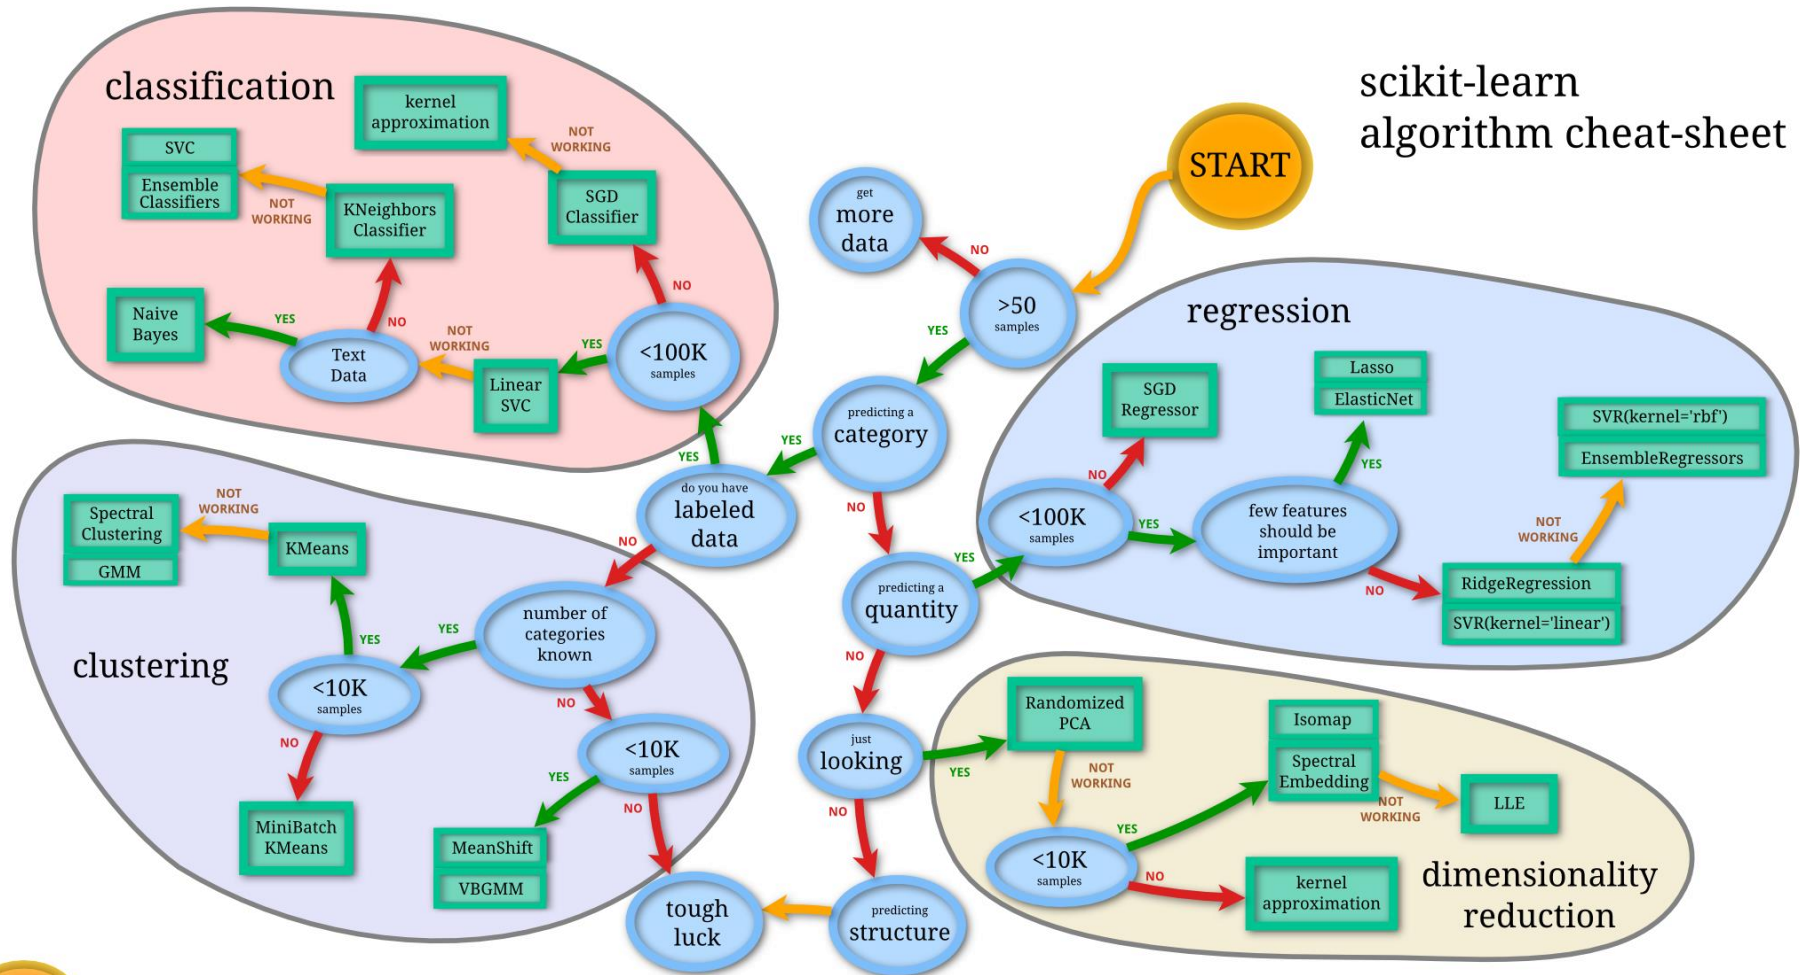 scikit-learn
algorithm cheat-sheet
START
classification
kernel
approximation
NOT
WORKING
SVC
Ensemble
Classifiers
NOT
WORKING
KNeighbors
Classifier
SGD
Classifier
NO
Naive
Bayes
YES
NO
Text
Data
NOT
WORKING
Linear
SVC
YES
<100K
samples
YES
get
more
data
NO
>50
samples
YES
predicting a
category
YES
NO
do you have
labeled
data
NO
predicting a
quantity
YES
NO
just
looking
YES
NO
predicting
structure
tough
luck
regression
SGD
Regressor
Lasso
ElasticNet
SVR(kernel='rbf')
EnsembleRegressors
NO
YES
<100K
samples
YES
few features
should be
important
NOT
WORKING
NO
RidgeRegression
SVR(kernel='linear')
clustering
Spectral
Clustering
GMM
NOT
WORKING
KMeans
YES
number of
categories
known
YES
NO
<10K
samples
NO
MiniBatch
KMeans
<10K
samples
YES
NO
MeanShift
VBGMM
Randomized
PCA
NOT
WORKING
Isomap
Spectral
Embedding
NOT
WORKING
LLE
YES
<10K
samples
NO
kernel
approximation
dimensionality
reduction